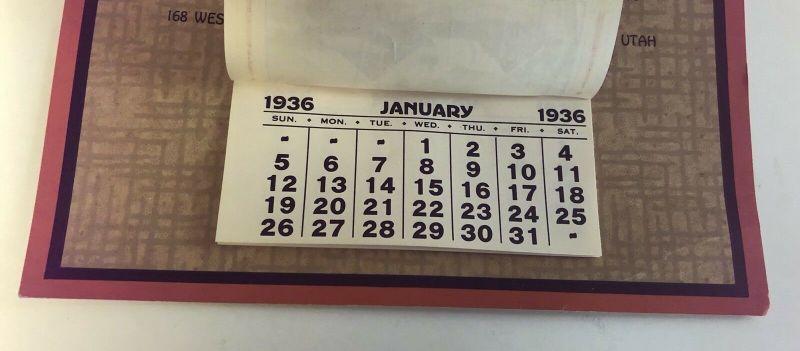 168 WES
UTAH
1936 JANUARY 1936
SUN. • MON. • TUE. • WED. • THU. • FRI. • SAT.
- - - 1 2 3 4
5 6 7 8 9 10 11
12 13 14 15 16 17 18
19 20 21 22 23 24 25
26 27 28 29 30 31 -